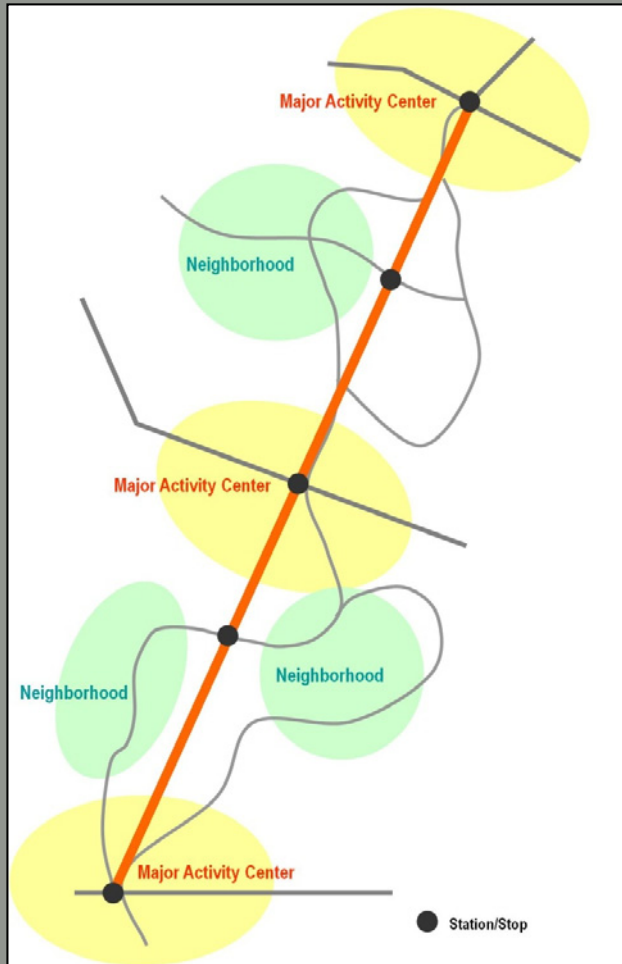 Major Activity Center
Neighborhood
Major Activity Center
Neighborhood
Neighborhood
Major Activity Center
Station/Stop